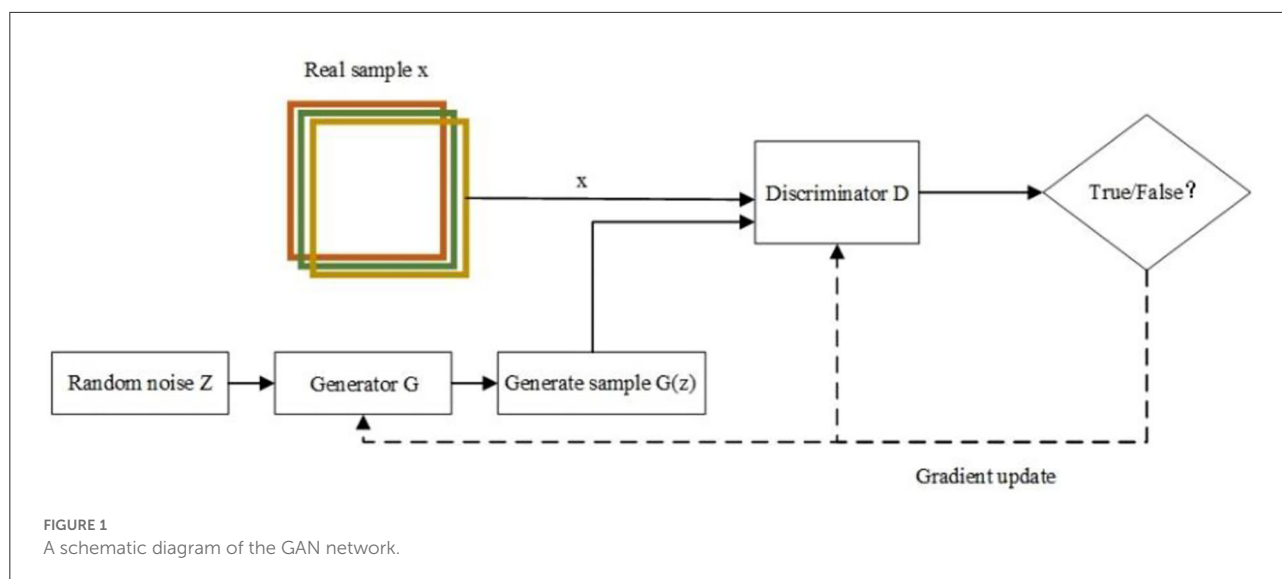 Real sample x
x
Discriminator D
True/False?
Random noise Z
Generator G
Generate sample G(z)
Gradient update
FIGURE 1
A schematic diagram of the GAN network.